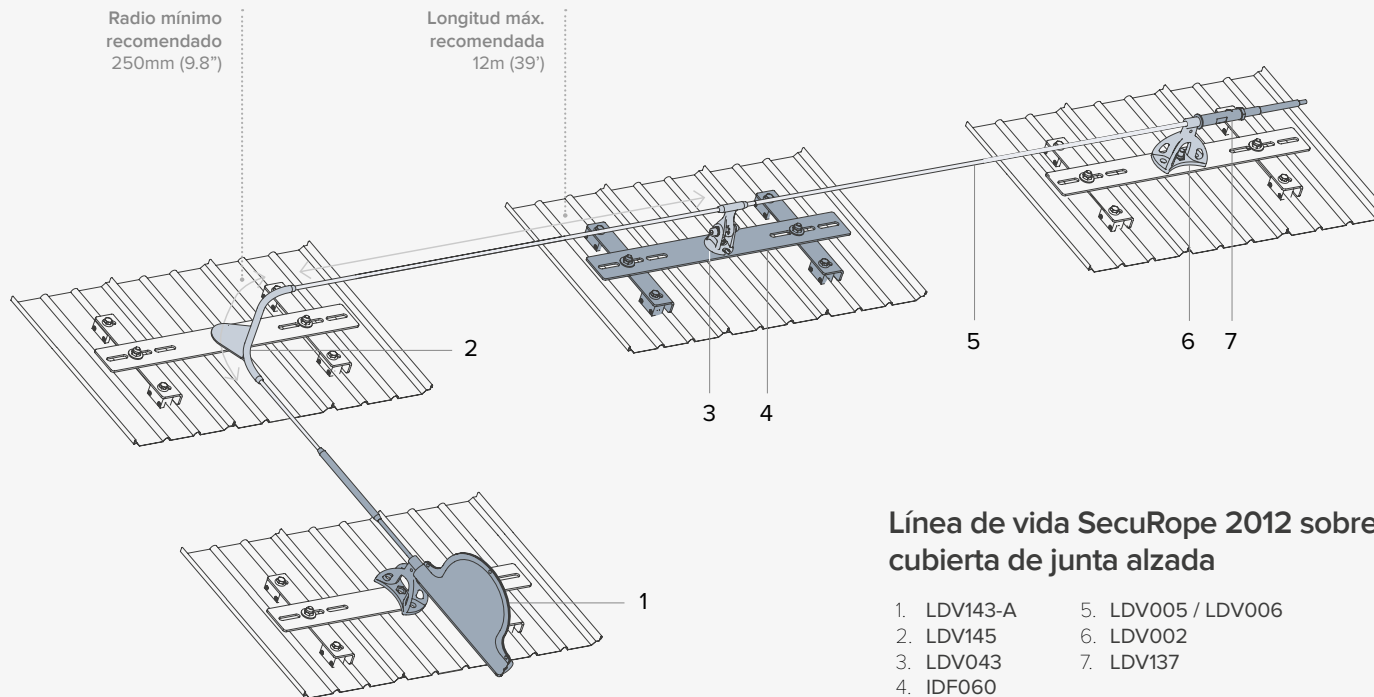 Radio mínimo
recomendado
250mm (9.8”)
Longitud máx.
recomendada
12m (39’)
2
3
4
5
6
7
1
Línea de vida SecuRope 2012 sobre
cubierta de junta alzada
1. LDV143-A
2. LDV145
3. LDV043
4. IDF060
5. LDV005 / LDV006
6. LDV002
7. LDV137